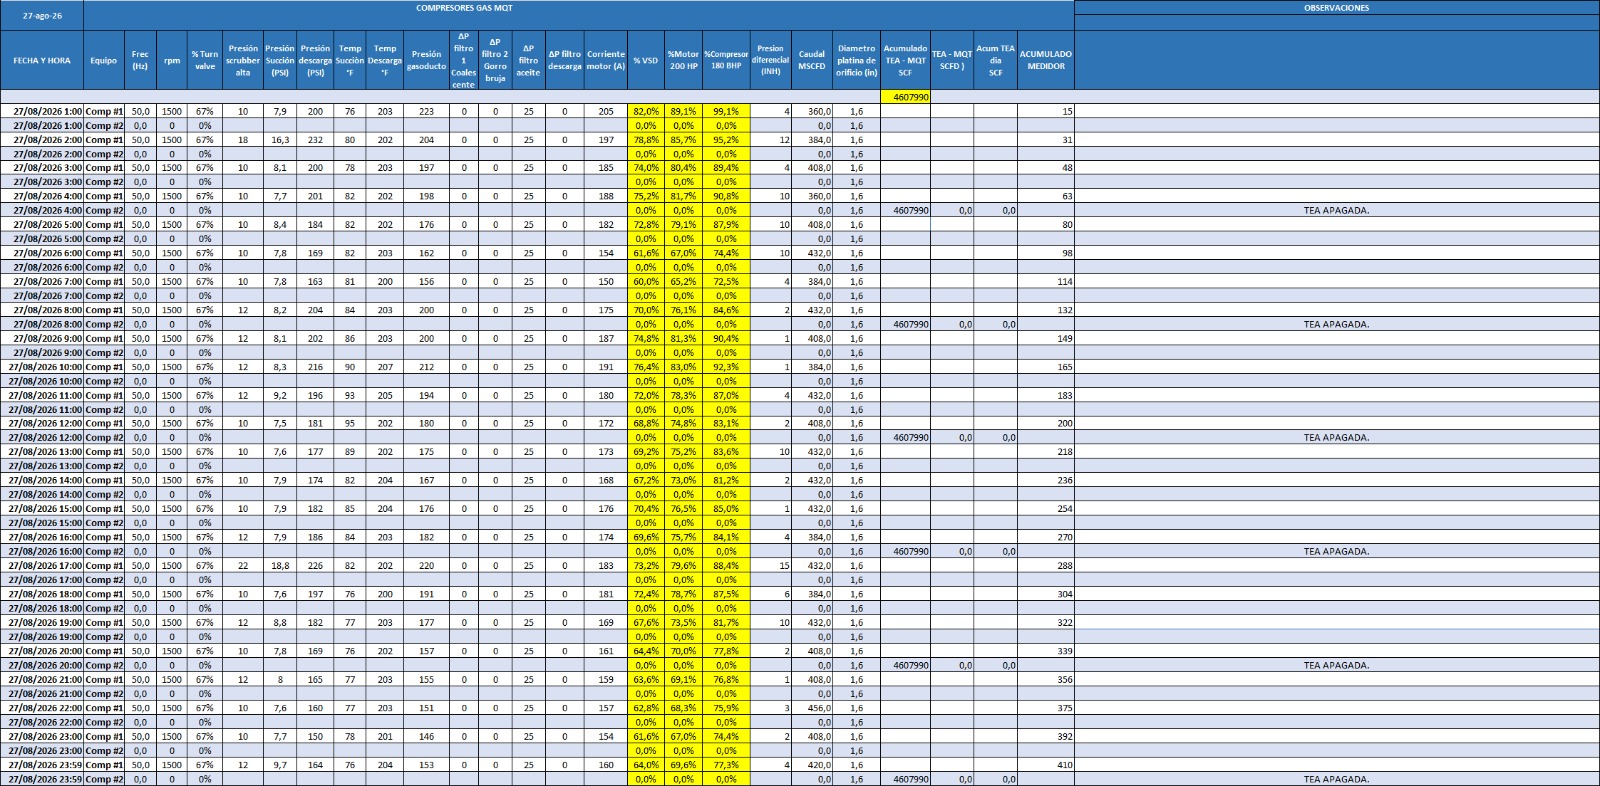 27-ago-26 COMPRESORES GAS MQT OBSERVACIONES
FECHA Y HORA Equipo Frec (Hz) rpm % Turn valve Presión scrubber alta Presión Succión (PSI) Presión descarga (PSI) Temp Succión °F Temp Descarga °F Presión gasoducto ΔP filtro 1 Coales cente ΔP filtro 2 Gorro bruja ΔP filtro aceite ΔP filtro descarga Corriente motor (A) % VSD %Motor 200 HP %Compresor 180 BHP Presion diferencial (INH) Caudal MSCFD Diametro platina de orificio (in) Acumulado TEA - MQT SCF TEA - MQT SCFD ) Acum TEA dia SCF ACUMULADO MEDIDOR
4607990
27/08/2026 1:00 Comp #1 50,0 1500 67% 10 7,9 200 76 203 223 0 0 25 0 205 82,0% 89,1% 99,1% 4 360,0 1,6 15
27/08/2026 1:00 Comp #2 0,0 0 0% 0,0% 0,0% 0,0% 0,0 1,6
27/08/2026 2:00 Comp #1 50,0 1500 67% 18 16,3 232 80 202 204 0 0 25 0 197 78,8% 85,7% 95,2% 12 384,0 1,6 31
27/08/2026 2:00 Comp #2 0,0 0 0% 0,0% 0,0% 0,0% 0,0 1,6
27/08/2026 3:00 Comp #1 50,0 1500 67% 10 8,1 200 78 203 197 0 0 25 0 185 74,0% 80,4% 89,4% 4 408,0 1,6 48
27/08/2026 3:00 Comp #2 0,0 0 0% 0,0% 0,0% 0,0% 0,0 1,6
27/08/2026 4:00 Comp #1 50,0 1500 67% 10 7,7 201 82 202 198 0 0 25 0 188 75,2% 81,7% 90,8% 10 360,0 1,6 63
27/08/2026 4:00 Comp #2 0,0 0 0% 0,0% 0,0% 0,0% 0,0 1,6 4607990 0,0 0,0 TEA APAGADA.
27/08/2026 5:00 Comp #1 50,0 1500 67% 10 8,4 184 82 202 176 0 0 25 0 182 72,8% 79,1% 87,9% 10 408,0 1,6 80
27/08/2026 5:00 Comp #2 0,0 0 0% 0,0% 0,0% 0,0% 0,0 1,6
27/08/2026 6:00 Comp #1 50,0 1500 67% 10 7,8 169 82 203 162 0 0 25 0 154 61,6% 67,0% 74,4% 10 432,0 1,6 98
27/08/2026 6:00 Comp #2 0,0 0 0% 0,0% 0,0% 0,0% 0,0 1,6
27/08/2026 7:00 Comp #1 50,0 1500 67% 10 7,8 163 81 200 156 0 0 25 0 150 60,0% 65,2% 72,5% 4 384,0 1,6 114
27/08/2026 7:00 Comp #2 0,0 0 0% 0,0% 0,0% 0,0% 0,0 1,6
27/08/2026 8:00 Comp #1 50,0 1500 67% 12 8,2 204 84 203 200 0 0 25 0 175 70,0% 76,1% 84,6% 2 432,0 1,6 132
27/08/2026 8:00 Comp #2 0,0 0 0% 0,0% 0,0% 0,0% 0,0 1,6 4607990 0,0 0,0 TEA APAGADA.
27/08/2026 9:00 Comp #1 50,0 1500 67% 12 8,1 202 86 203 200 0 0 25 0 187 74,8% 81,3% 90,4% 1 408,0 1,6 149
27/08/2026 9:00 Comp #2 0,0 0 0% 0,0% 0,0% 0,0% 0,0 1,6
27/08/2026 10:00 Comp #1 50,0 1500 67% 12 8,3 216 90 207 212 0 0 25 0 191 76,4% 83,0% 92,3% 1 384,0 1,6 165
27/08/2026 10:00 Comp #2 0,0 0 0% 0,0% 0,0% 0,0% 0,0 1,6
27/08/2026 11:00 Comp #1 50,0 1500 67% 12 9,2 196 93 205 194 0 0 25 0 180 72,0% 78,3% 87,0% 4 432,0 1,6 183
27/08/2026 11:00 Comp #2 0,0 0 0% 0,0% 0,0% 0,0% 0,0 1,6
27/08/2026 12:00 Comp #1 50,0 1500 67% 10 7,5 181 95 202 180 0 0 25 0 172 68,8% 74,8% 83,1% 2 408,0 1,6 200
27/08/2026 12:00 Comp #2 0,0 0 0% 0,0% 0,0% 0,0% 0,0 1,6 4607990 0,0 0,0 TEA APAGADA.
27/08/2026 13:00 Comp #1 50,0 1500 67% 10 7,6 177 89 202 175 0 0 25 0 173 69,2% 75,2% 83,6% 10 432,0 1,6 218
27/08/2026 13:00 Comp #2 0,0 0 0% 0,0% 0,0% 0,0% 0,0 1,6
27/08/2026 14:00 Comp #1 50,0 1500 67% 10 7,9 174 82 204 167 0 0 25 0 168 67,2% 73,0% 81,2% 2 432,0 1,6 236
27/08/2026 14:00 Comp #2 0,0 0 0% 0,0% 0,0% 0,0% 0,0 1,6
27/08/2026 15:00 Comp #1 50,0 1500 67% 10 7,9 182 85 204 176 0 0 25 0 176 70,4% 76,5% 85,0% 1 432,0 1,6 254
27/08/2026 15:00 Comp #2 0,0 0 0% 0,0% 0,0% 0,0% 0,0 1,6
27/08/2026 16:00 Comp #1 50,0 1500 67% 12 7,9 186 84 203 182 0 0 25 0 174 69,6% 75,7% 84,1% 4 384,0 1,6 270
27/08/2026 16:00 Comp #2 0,0 0 0% 0,0% 0,0% 0,0% 0,0 1,6 4607990 0,0 0,0 TEA APAGADA.
27/08/2026 17:00 Comp #1 50,0 1500 67% 22 18,8 226 82 202 220 0 0 25 0 183 73,2% 79,6% 88,4% 15 432,0 1,6 288
27/08/2026 17:00 Comp #2 0,0 0 0% 0,0% 0,0% 0,0% 0,0 1,6
27/08/2026 18:00 Comp #1 50,0 1500 67% 10 7,6 197 76 200 191 0 0 25 0 181 72,4% 78,7% 87,5% 6 384,0 1,6 304
27/08/2026 18:00 Comp #2 0,0 0 0% 0,0% 0,0% 0,0% 0,0 1,6
27/08/2026 19:00 Comp #1 50,0 1500 67% 12 8,8 182 77 203 177 0 0 25 0 169 67,6% 73,5% 81,7% 10 432,0 1,6 322
27/08/2026 19:00 Comp #2 0,0 0 0% 0,0% 0,0% 0,0% 0,0 1,6
27/08/2026 20:00 Comp #1 50,0 1500 67% 10 7,8 169 76 202 157 0 0 25 0 161 64,4% 70,0% 77,8% 2 408,0 1,6 339
27/08/2026 20:00 Comp #2 0,0 0 0% 0,0% 0,0% 0,0% 0,0 1,6 4607990 0,0 0,0 TEA APAGADA.
27/08/2026 21:00 Comp #1 50,0 1500 67% 12 8 165 77 203 155 0 0 25 0 159 63,6% 69,1% 76,8% 1 408,0 1,6 356
27/08/2026 21:00 Comp #2 0,0 0 0% 0,0% 0,0% 0,0% 0,0 1,6
27/08/2026 22:00 Comp #1 50,0 1500 67% 10 7,6 160 77 203 151 0 0 25 0 157 62,8% 68,3% 75,9% 3 456,0 1,6 375
27/08/2026 22:00 Comp #2 0,0 0 0% 0,0% 0,0% 0,0% 0,0 1,6
27/08/2026 23:00 Comp #1 50,0 1500 67% 10 7,7 150 78 201 146 0 0 25 0 154 61,6% 67,0% 74,4% 2 408,0 1,6 392
27/08/2026 23:00 Comp #2 0,0 0 0% 0,0% 0,0% 0,0% 0,0 1,6
27/08/2026 23:59 Comp #1 50,0 1500 67% 12 9,7 164 76 204 153 0 0 25 0 160 64,0% 69,6% 77,3% 4 420,0 1,6 410
27/08/2026 23:59 Comp #2 0,0 0 0% 0,0% 0,0% 0,0% 0,0 1,6 4607990 0,0 0,0 TEA APAGADA.